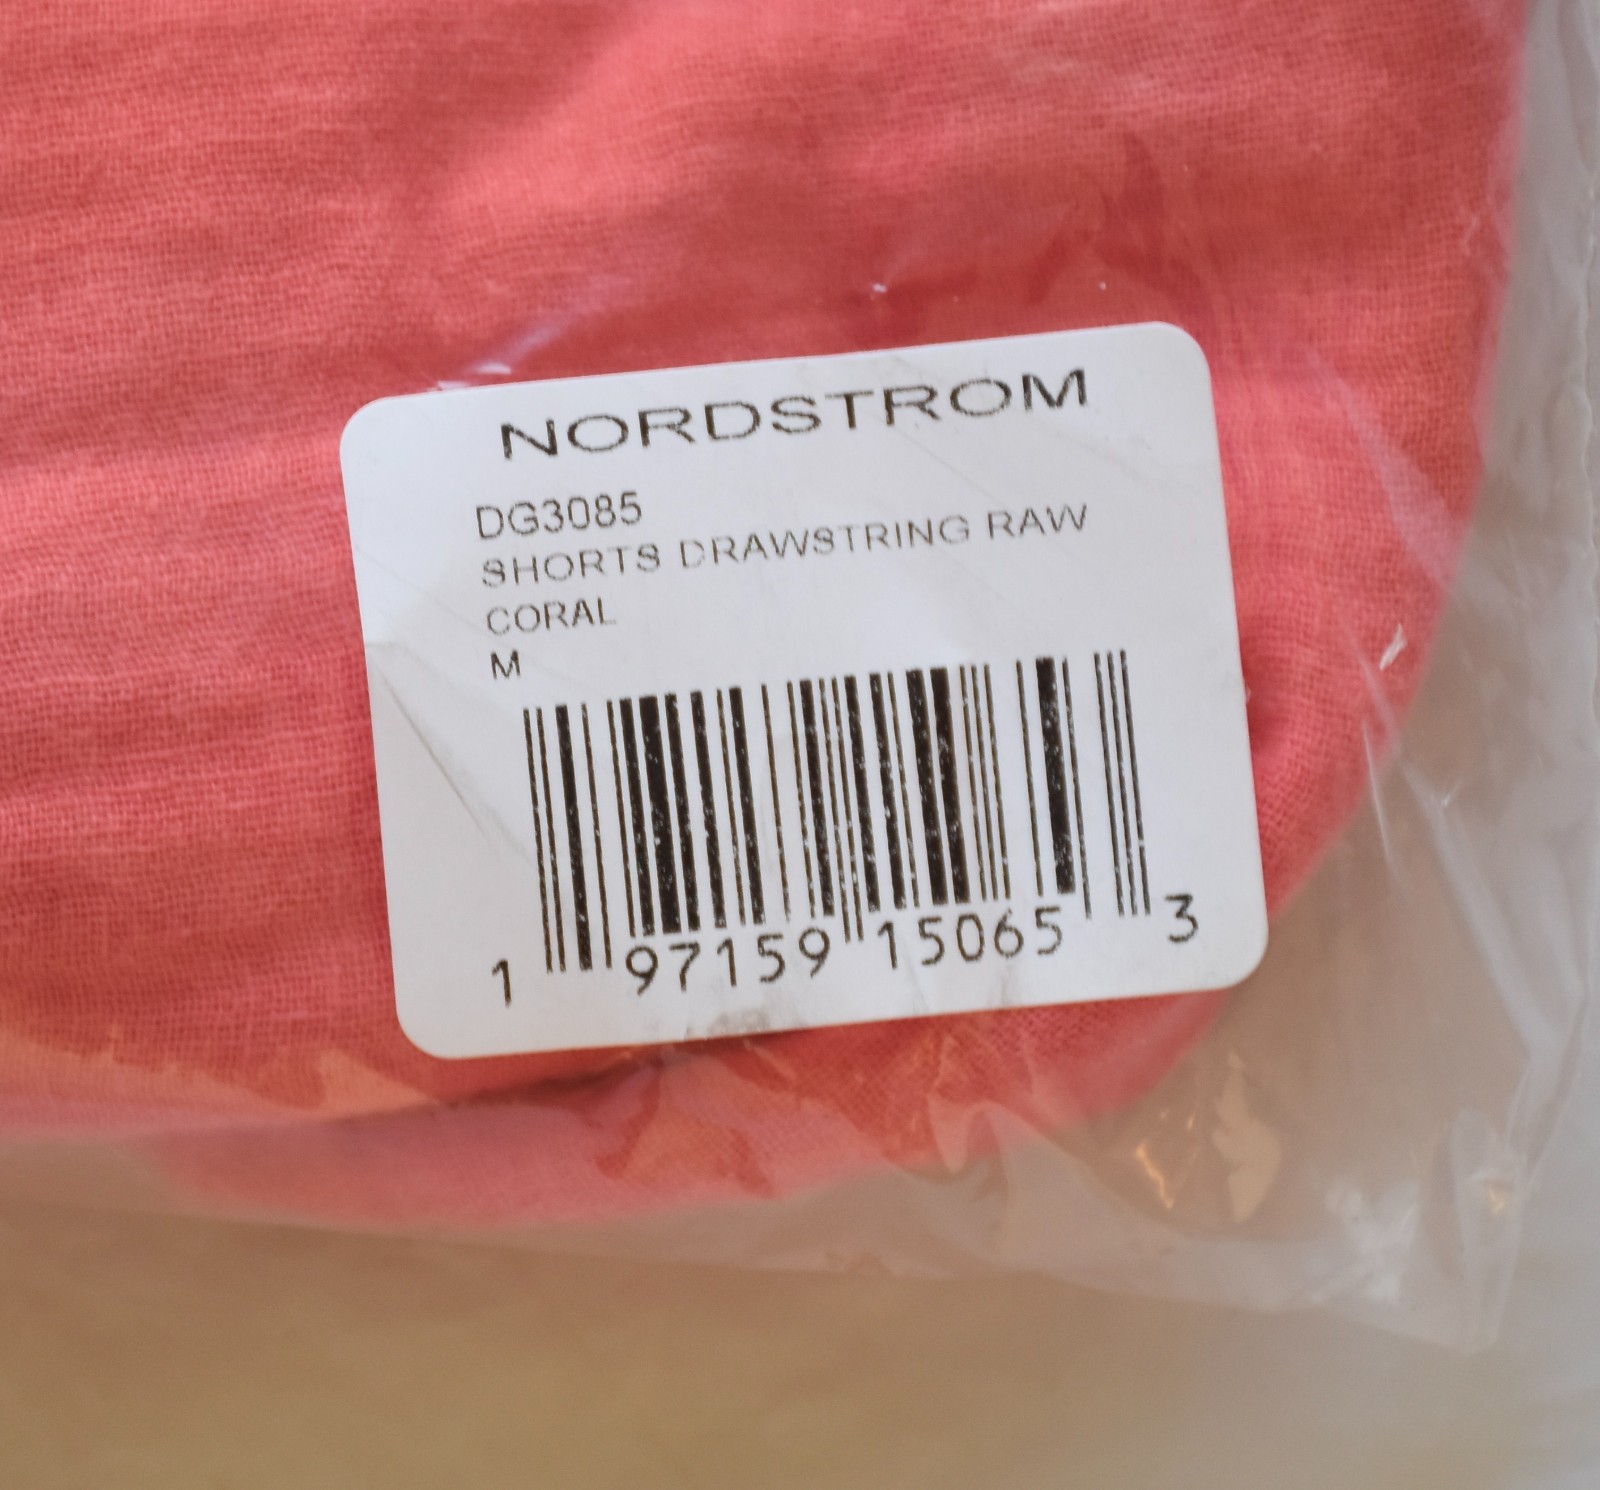 NORDSTROM
DG3085
SHORTS DRAWSTRING RAW
CORAL
M
1 97159 15065 3